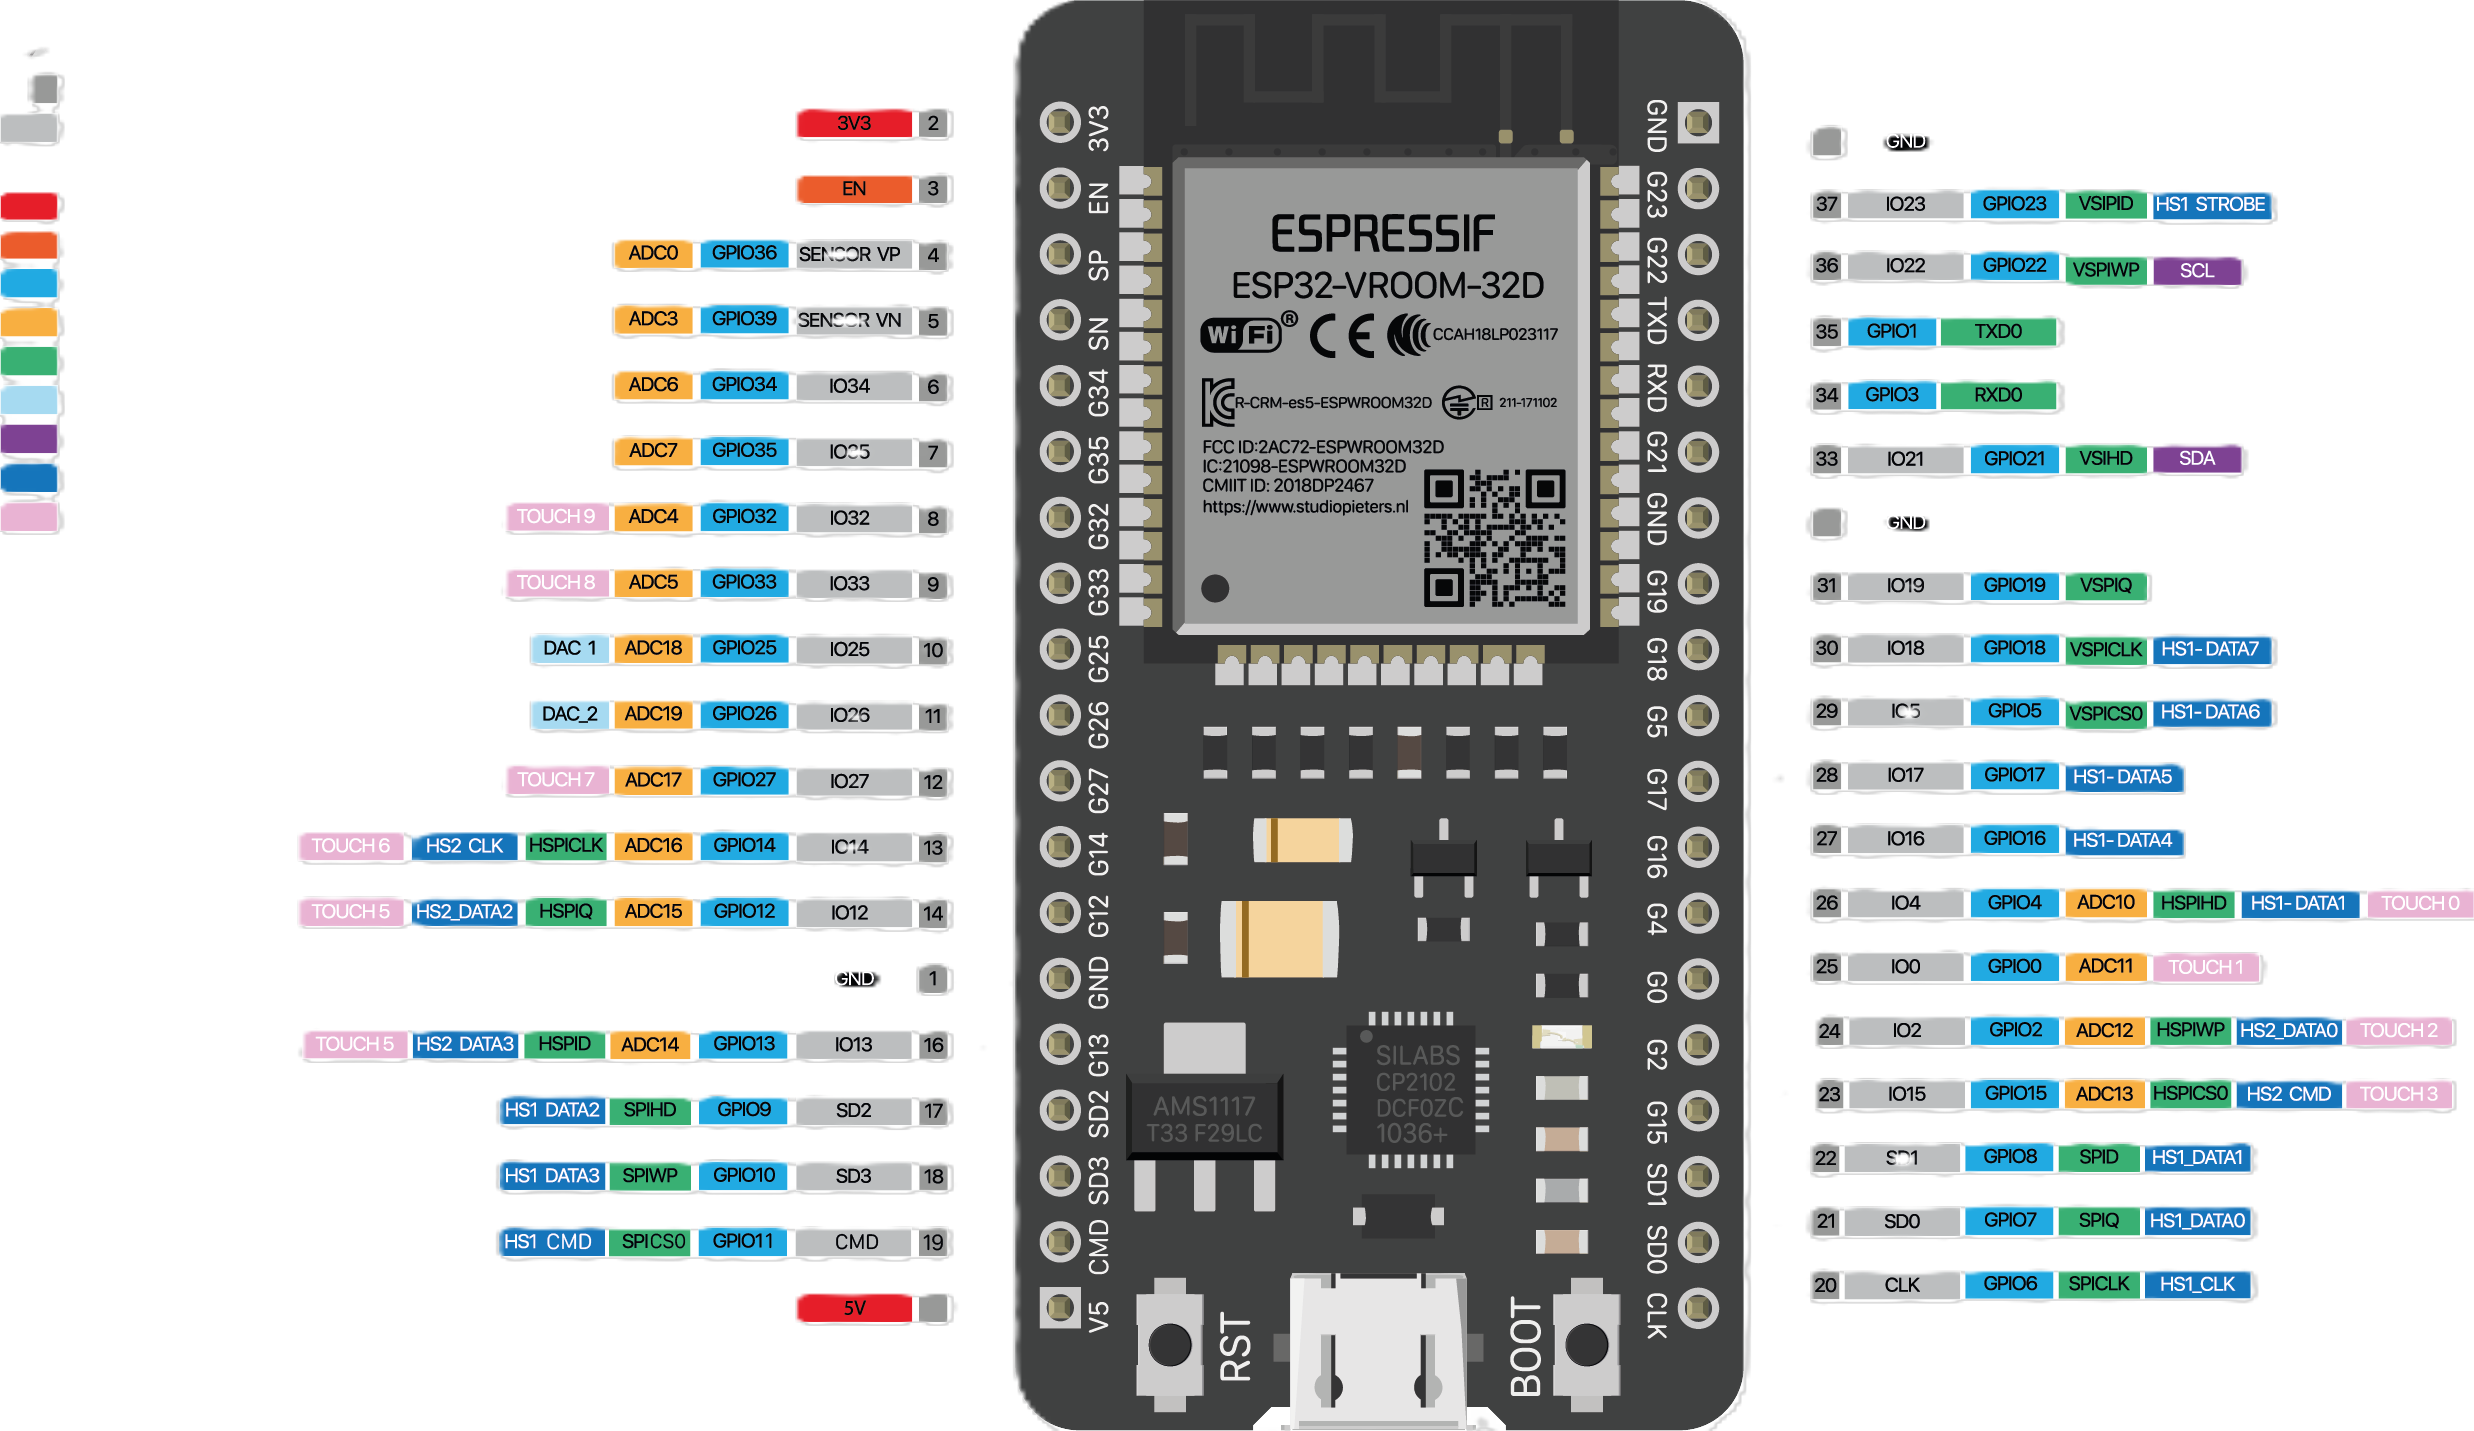 3V3 2
EN 3
ADC0 GPIO36 SENSOR VP 4
ADC3 GPIO39 SENSOR VN 5
ADC6 GPIO34 IO34 6
ADC7 GPIO35 IO35 7
TOUCH 9 ADC4 GPIO32 IO32 8
TOUCH 8 ADC5 GPIO33 IO33 9
DAC 1 ADC18 GPIO25 IO25 10
DAC_2 ADC19 GPIO26 IO26 11
TOUCH 7 ADC17 GPIO27 IO27 12
TOUCH 6 HS2 CLK HSPICLK ADC16 GPIO14 IO14 13
TOUCH 5 HS2_DATA2 HSPIQ ADC15 GPIO12 IO12 14
GND 1
TOUCH 5 HS2 DATA3 HSPID ADC14 GPIO13 IO13 16
HS1 DATA2 SPIHD GPIO9 SD2 17
HS1 DATA3 SPIWP GPIO10 SD3 18
HS1 CMD SPICS0 GPIO11 CMD 19
5V
3V3
EN
SP
SN
G34
G35
G32
G33
G25
G26
G27
G14
G12
GND
G13
SD2
SD3
CMD
V5
ESPRESSIF
ESP32-VROOM-32D
WiFi® CE CCAH18LP023117
R-CRM-es5-ESPWROOM32D R 211-171102
FCC ID:2AC72-ESPWROOM32D
IC:21098-ESPWROOM32D
CMIIT ID: 2018DP2467
https://www.studiopieters.nl
AMS1117
T33 F29LC
SILABS
CP2102
DCF0ZC
1036+
RST
BOOT
GND
G23
G22
TXD
RXD
G21
GND
G19
G18
G5
G17
G16
G4
G0
G2
G15
SD1
SD0
CLK
GND
37 IO23 GPIO23 VSIPID HS1 STROBE
36 IO22 GPIO22 VSPIWP SCL
35 GPIO1 TXD0
34 GPIO3 RXD0
33 IO21 GPIO21 VSIHD SDA
GND
31 IO19 GPIO19 VSPIQ
30 IO18 GPIO18 VSPICLK HS1-DATA7
29 IO5 GPIO5 VSPICS0 HS1-DATA6
28 IO17 GPIO17 HS1-DATA5
27 IO16 GPIO16 HS1-DATA4
26 IO4 GPIO4 ADC10 HSPIHD HS1-DATA1 TOUCH 0
25 IO0 GPIO0 ADC11 TOUCH 1
24 IO2 GPIO2 ADC12 HSPIWP HS2_DATA0 TOUCH 2
23 IO15 GPIO15 ADC13 HSPICS0 HS2 CMD TOUCH 3
22 SD1 GPIO8 SPID HS1_DATA1
21 SD0 GPIO7 SPIQ HS1_DATA0
20 CLK GPIO6 SPICLK HS1_CLK